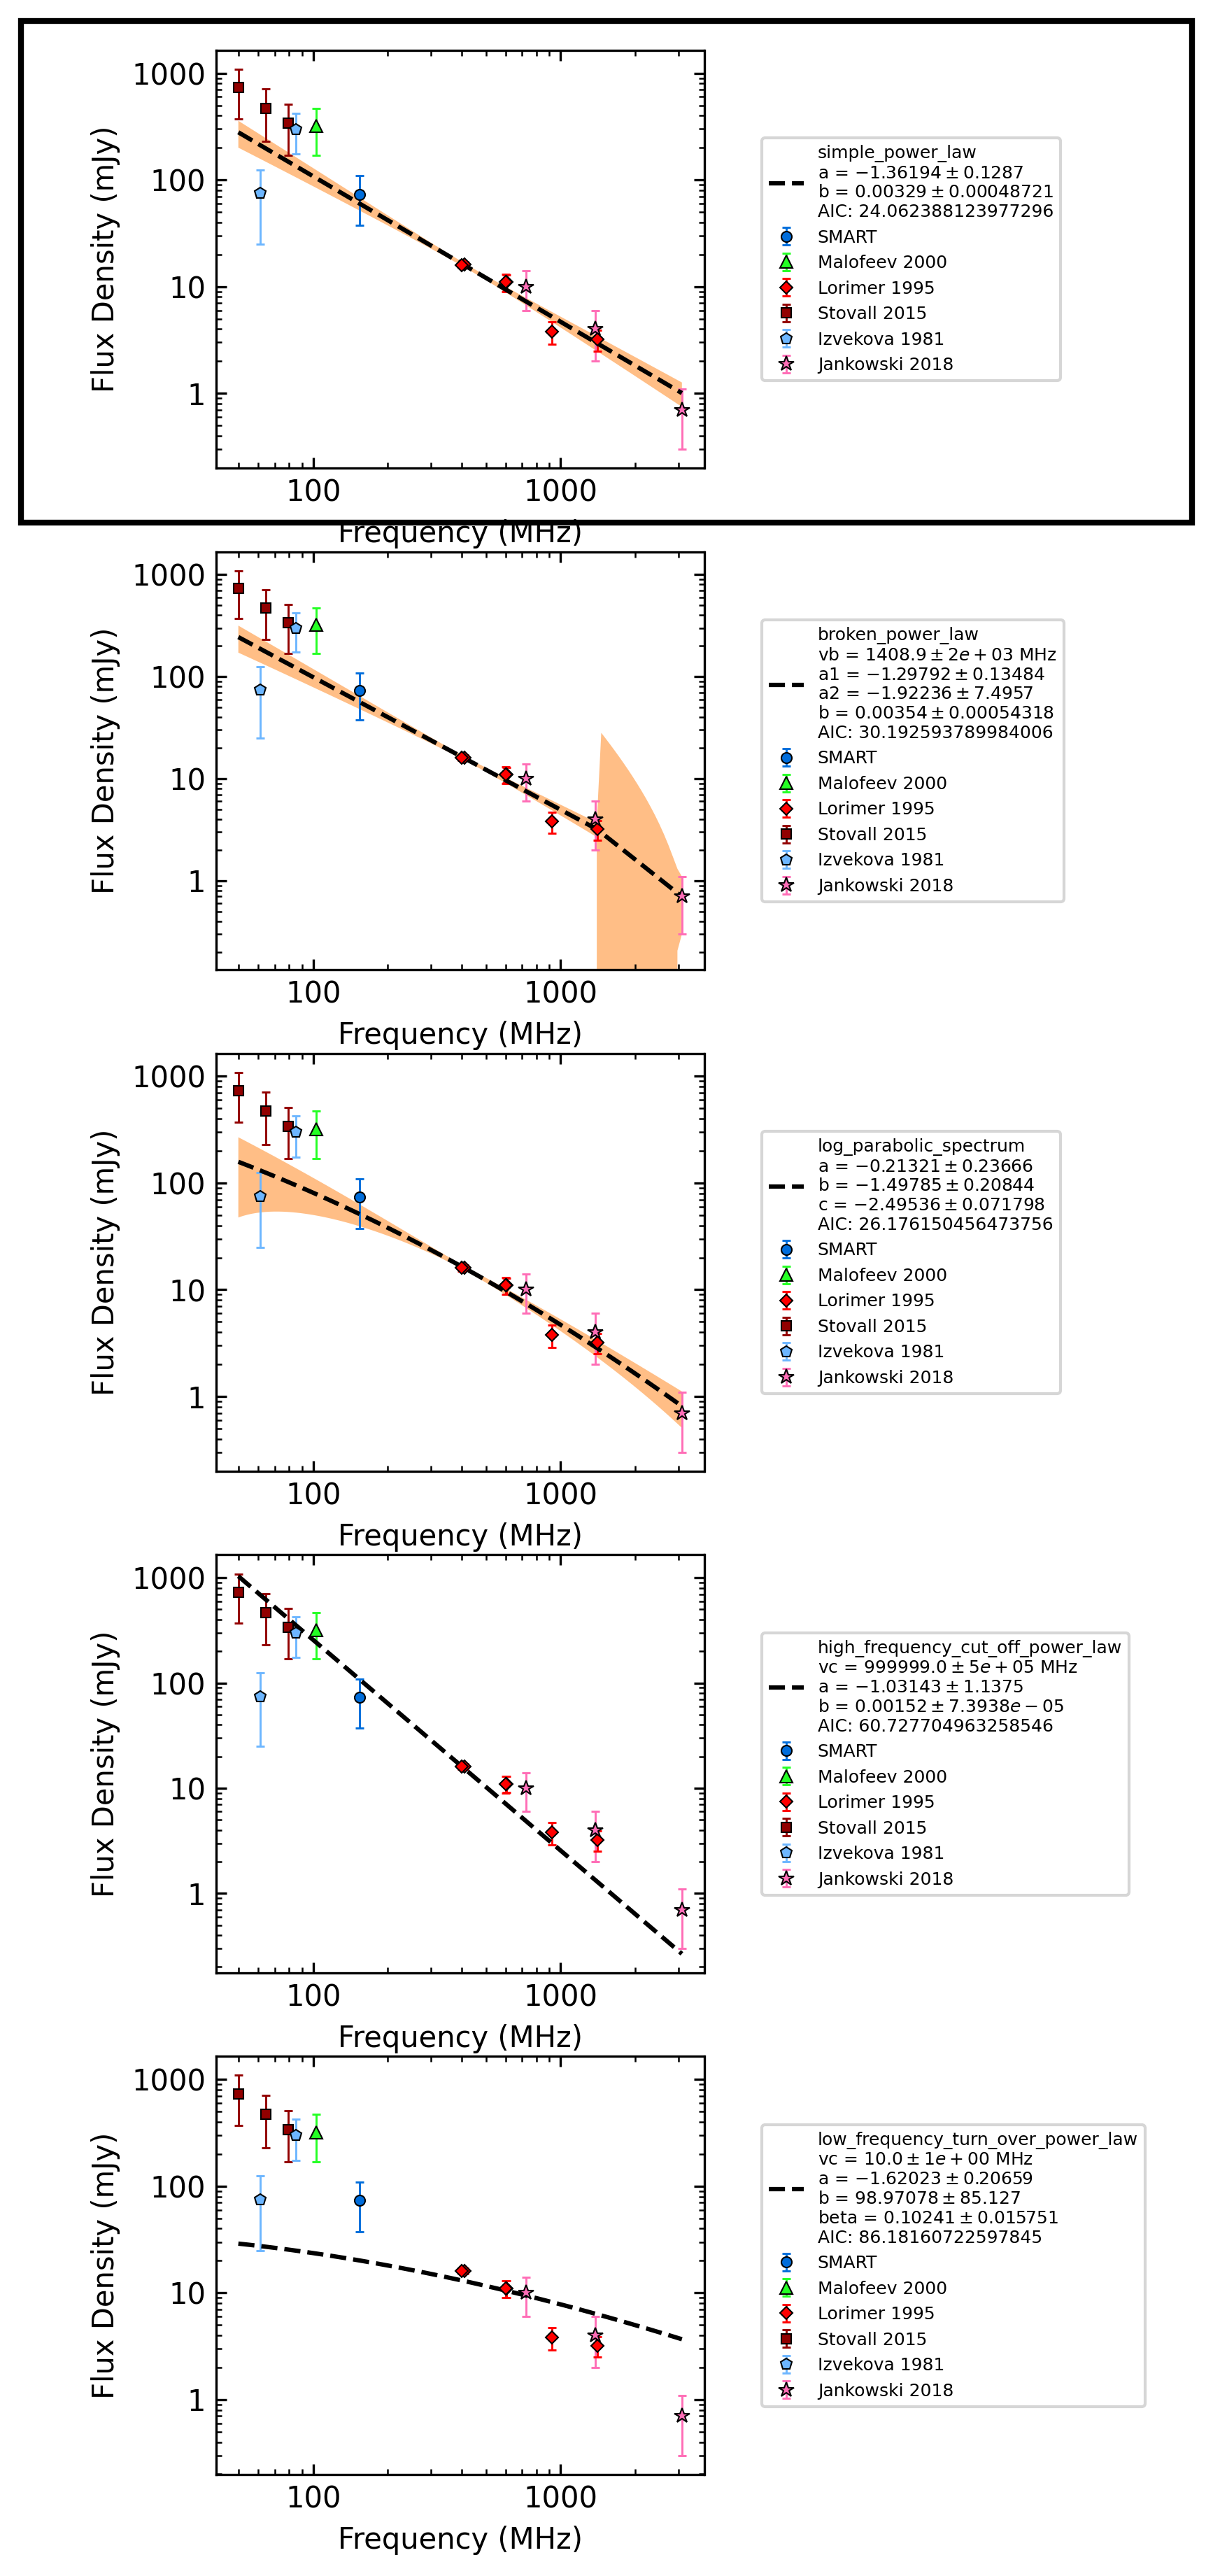 1000
100
10
1
Flux Density (mJy)
100
1000
Frequency (MHz)
simple_power_law
a = −1.36194 ± 0.1287
b = 0.00329 ± 0.00048721
AIC: 24.062388123977296
SMART
Malofeev 2000
Lorimer 1995
Stovall 2015
Izvekova 1981
Jankowski 2018
1000
100
10
1
Flux Density (mJy)
100
1000
Frequency (MHz)
broken_power_law
vb = 1408.9 ± 2e + 03 MHz
a1 = −1.29792 ± 0.13484
a2 = −1.92236 ± 7.4957
b = 0.00354 ± 0.00054318
AIC: 30.192593789984006
SMART
Malofeev 2000
Lorimer 1995
Stovall 2015
Izvekova 1981
Jankowski 2018
1000
100
10
1
Flux Density (mJy)
100
1000
Frequency (MHz)
log_parabolic_spectrum
a = −0.21321 ± 0.23666
b = −1.49785 ± 0.20844
c = −2.49536 ± 0.071798
AIC: 26.176150456473756
SMART
Malofeev 2000
Lorimer 1995
Stovall 2015
Izvekova 1981
Jankowski 2018
1000
100
10
1
Flux Density (mJy)
100
1000
Frequency (MHz)
high_frequency_cut_off_power_law
vc = 999999.0 ± 5e + 05 MHz
a = −1.03143 ± 1.1375
b = 0.00152 ± 7.3938e − 05
AIC: 60.727704963258546
SMART
Malofeev 2000
Lorimer 1995
Stovall 2015
Izvekova 1981
Jankowski 2018
1000
100
10
1
Flux Density (mJy)
100
1000
Frequency (MHz)
low_frequency_turn_over_power_law
vc = 10.0 ± 1e + 00 MHz
a = −1.62023 ± 0.20659
b = 98.97078 ± 85.127
beta = 0.10241 ± 0.015751
AIC: 86.18160722597845
SMART
Malofeev 2000
Lorimer 1995
Stovall 2015
Izvekova 1981
Jankowski 2018